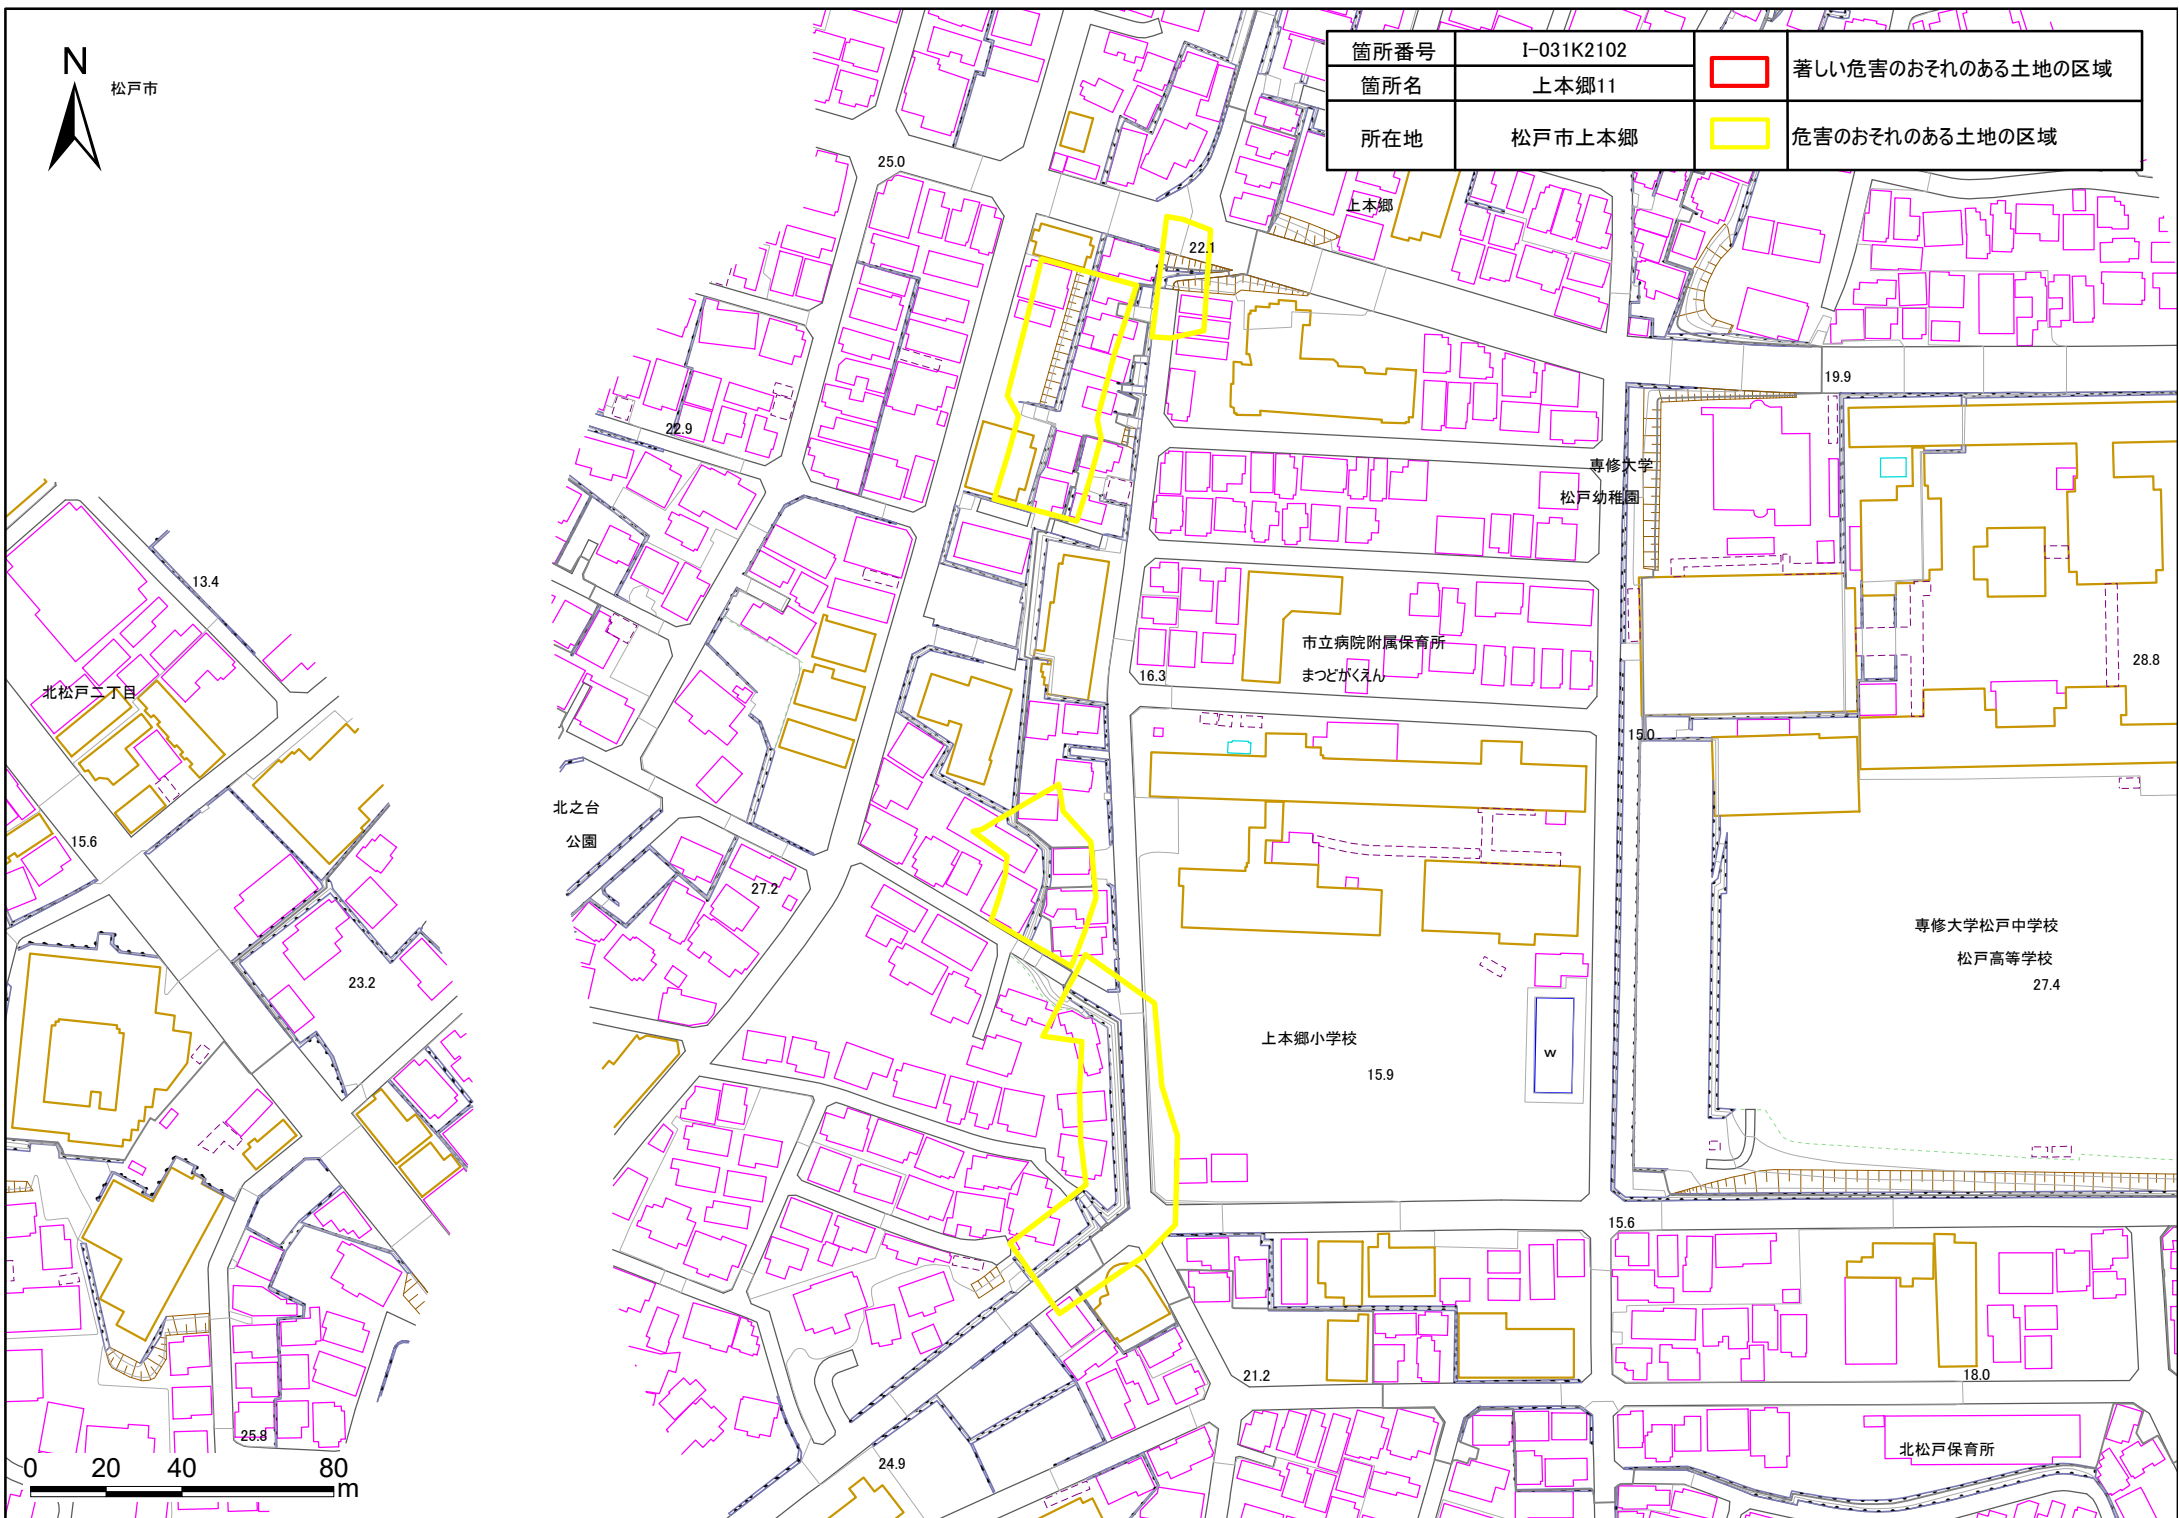 N
松戸市
箇所番号
I-031K2102
著しい危害のおそれのある土地の区域
箇所名
上本郷11
所在地
松戸市上本郷
危害のおそれのある土地の区域
25.0
上本郷
22.1
19.9
22.9
専修大学
松戸幼稚園
13.4
市立病院附属保育所
まつどがくえん
16.3
28.8
北松戸二丁目
15.0
北之台
公園
15.6
27.2
専修大学松戸中学校
松戸高等学校
27.4
23.2
上本郷小学校
W
15.9
15.6
21.2
18.0
25.8
北松戸保育所
24.9
0 20 40 80
m